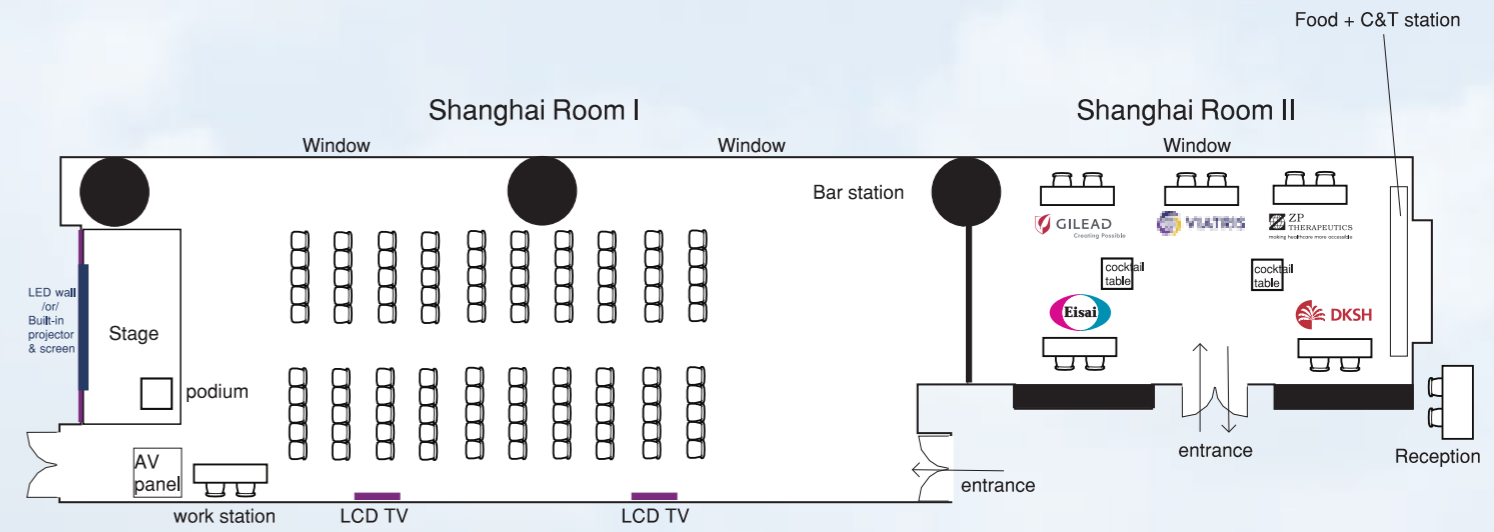 Food + C&T station
Shanghai Room I
Shanghai Room II
Window
Window
Window
Bar station
GILEAD
Creating Possible
VIATRIS
ZP
THERAPEUTICS
making healthcare more accessible
cocktail
table
cocktail
table
LED wall
/or/
Built-in
projector
& screen
Stage
Eisai
DKSH
podium
AV
panel
entrance
Reception
entrance
work station
LCD TV
LCD TV